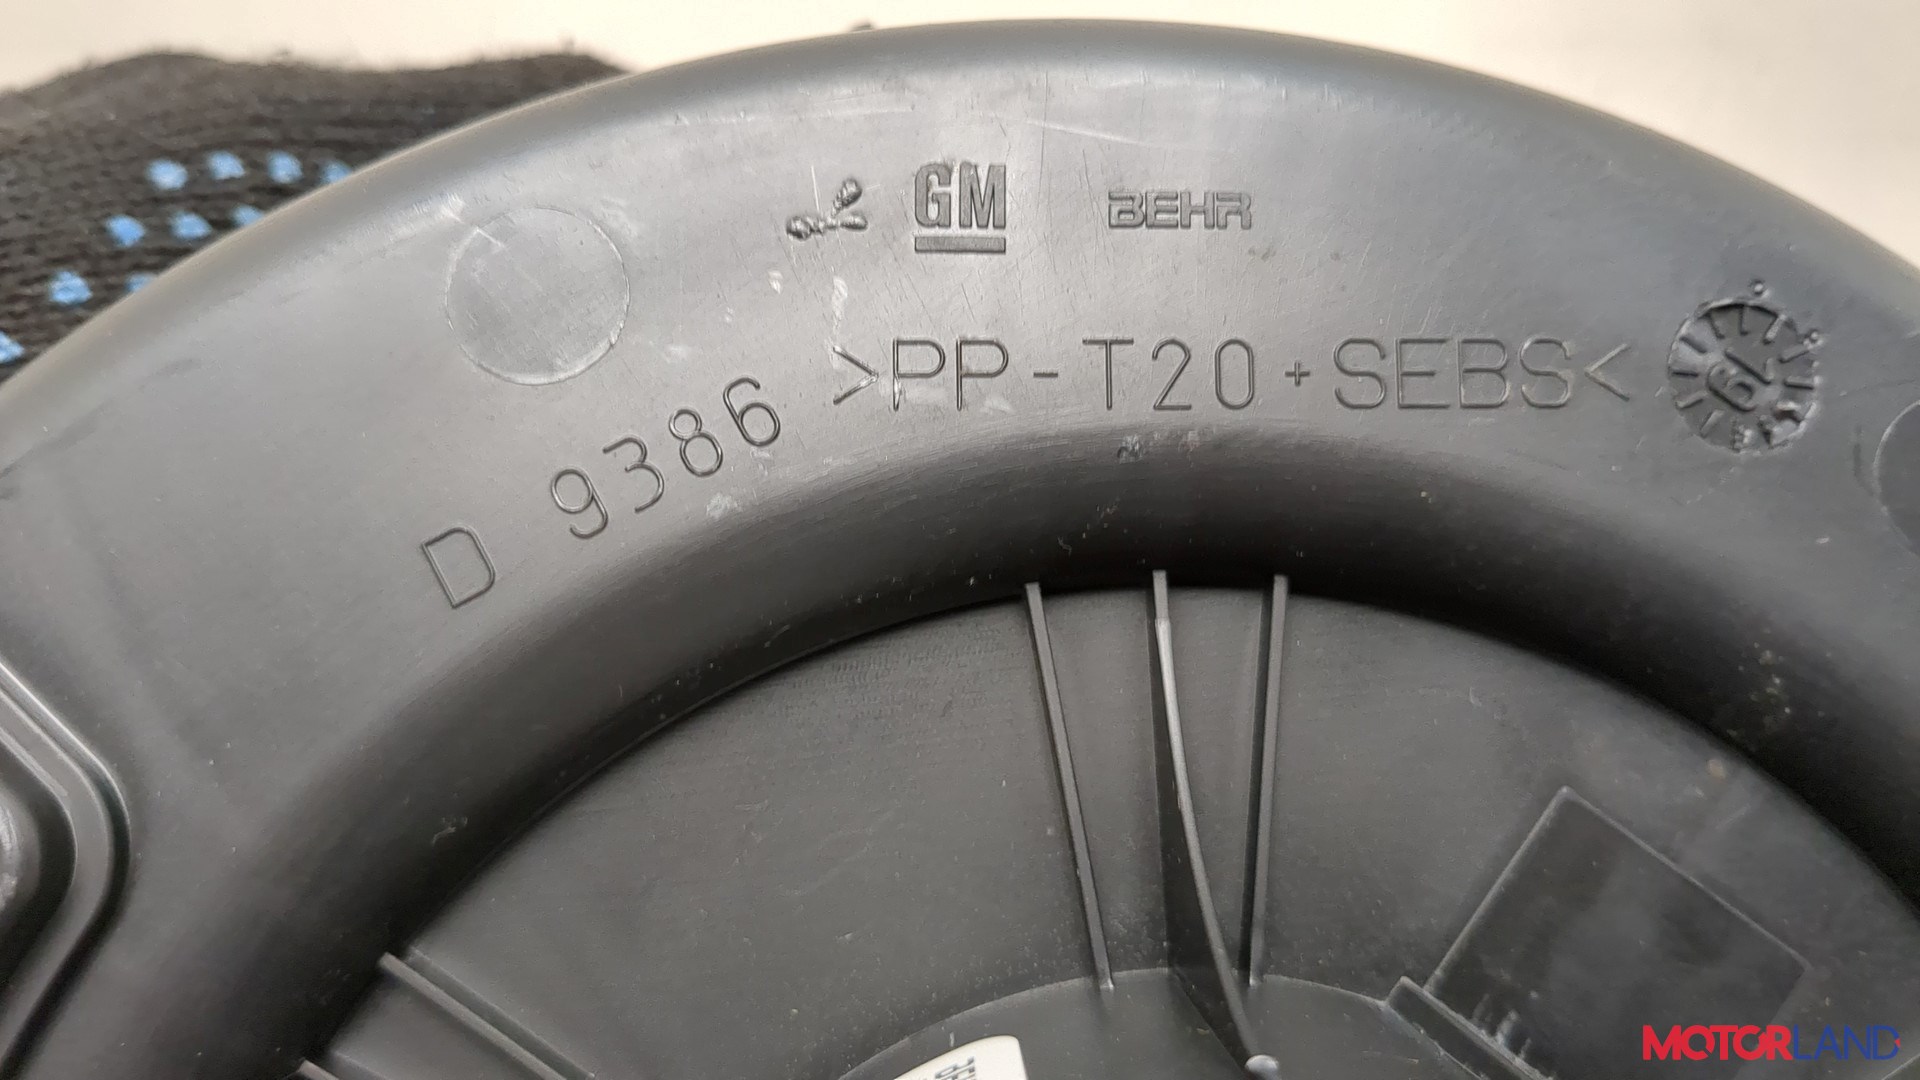 GM BEHR
D 9386 >PP-T20+SEBS<
MOTORLAND